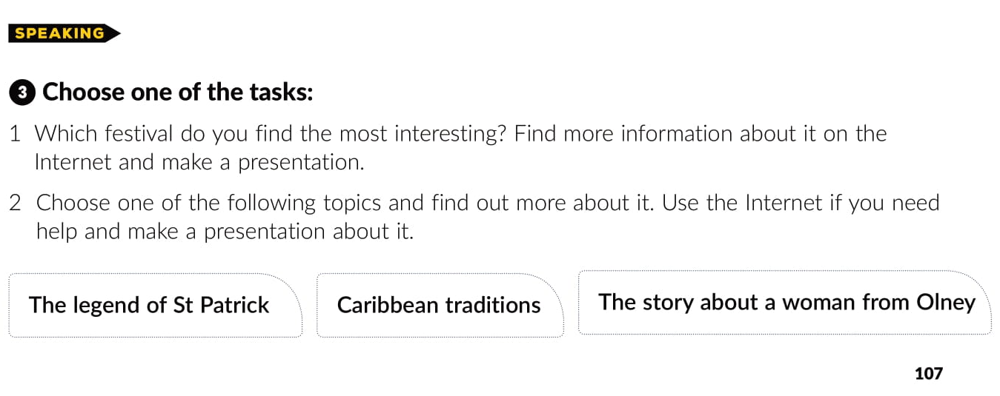 SPEAKING
3 Choose one of the tasks:
1 Which festival do you find the most interesting? Find more information about it on the
Internet and make a presentation.
2 Choose one of the following topics and find out more about it. Use the Internet if you need
help and make a presentation about it.
The legend of St Patrick
Caribbean traditions
The story about a woman from Olney
107